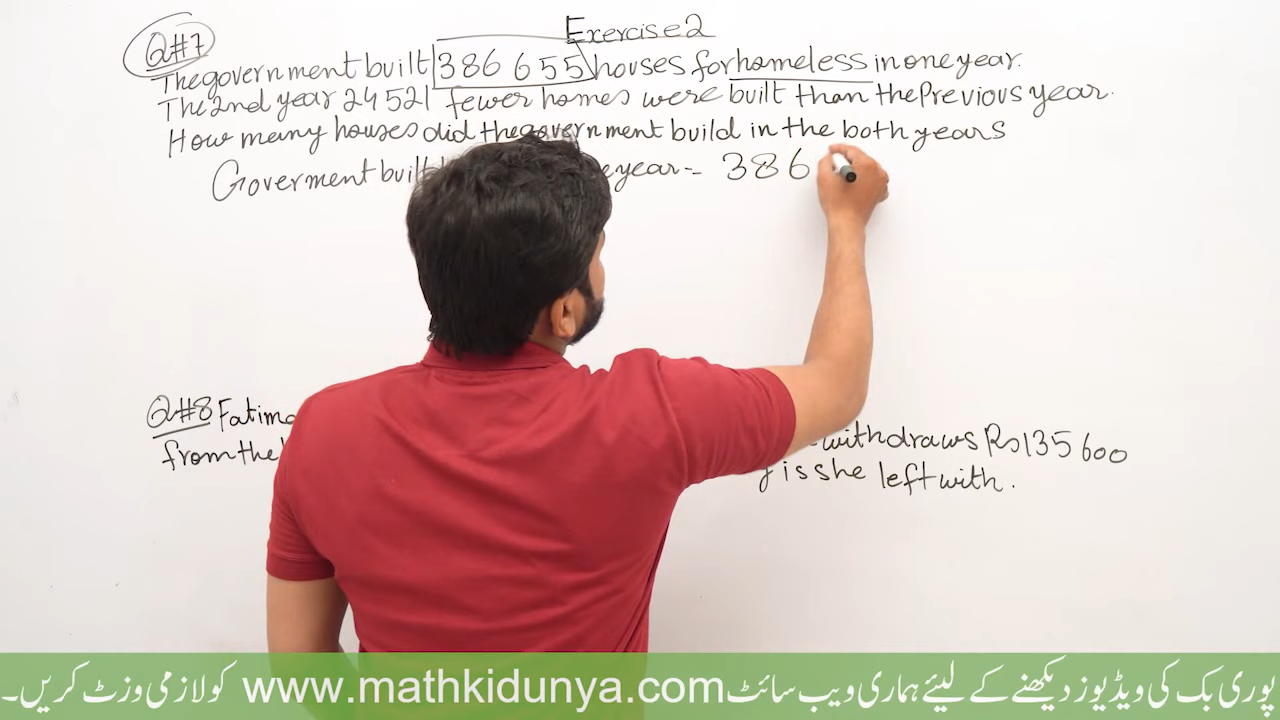 Exercise 2
Q#7
The government built 386 655 houses for homeless in one year.
The 2nd year 24 521 fewer homes were built than the Previous year.
How many houses did the government build in the both years
Goverment built year = 386
Q#8 Fatima withdraws Rs 135 600
from the is she left with.
پوری بک کی ویڈیوز دیکھنے کے لیئے ہماری ویب سائٹ www.mathkidunya.com کو لازمی وزٹ کریں۔